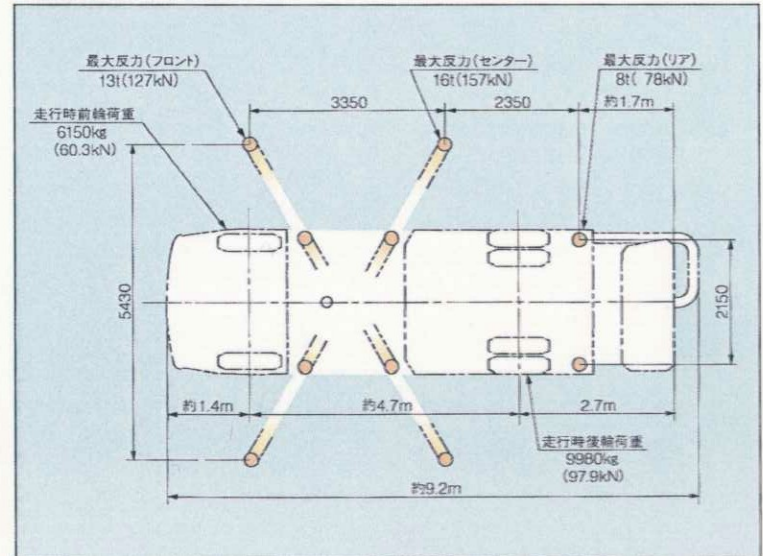 最大反力(フロント)
13t(127kN)
最大反力(センター)
16t(157kN)
最大反力(リア)
8t( 78kN)
3350
2350
約1.7m
走行時前輪荷重
6150kg
(60.3kN)
5430
2150
約1.4m
約4.7m
2.7m
走行時後輪荷重
9980kg
(97.9kN)
約9.2m